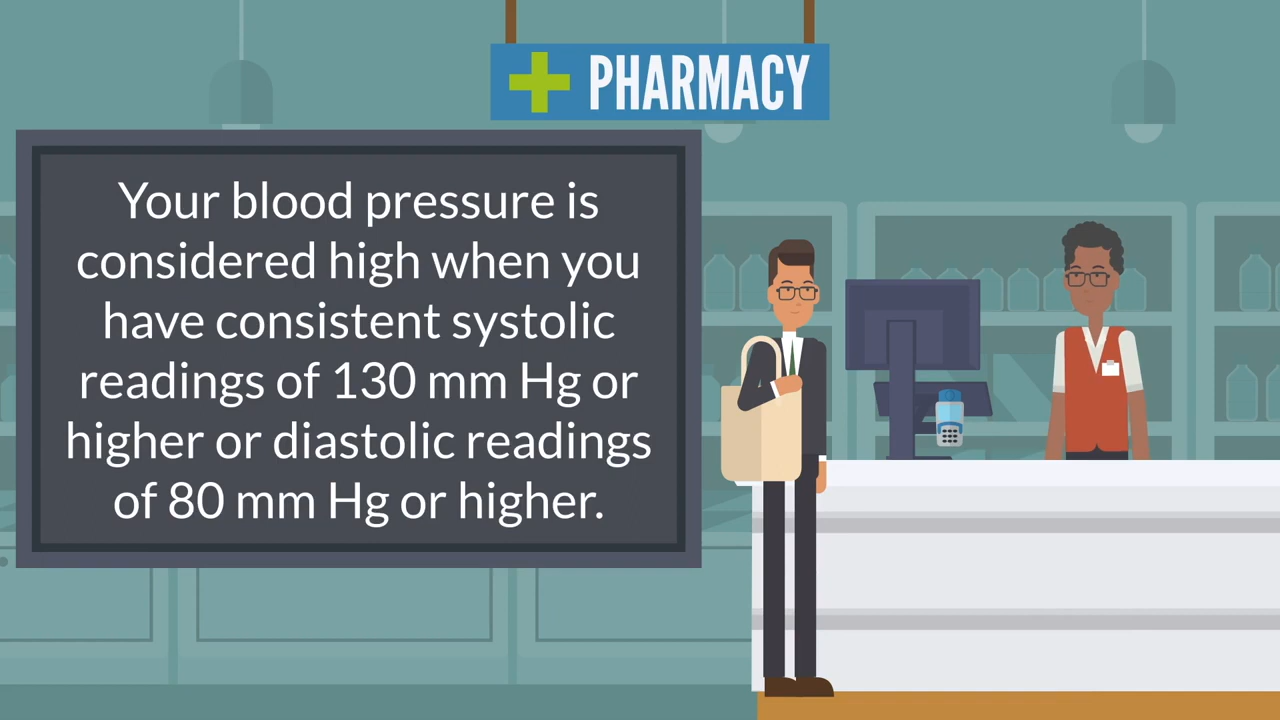 PHARMACY
Your blood pressure is
considered high when you
have consistent systolic
readings of 130 mm Hg or
higher or diastolic readings
of 80 mm Hg or higher.